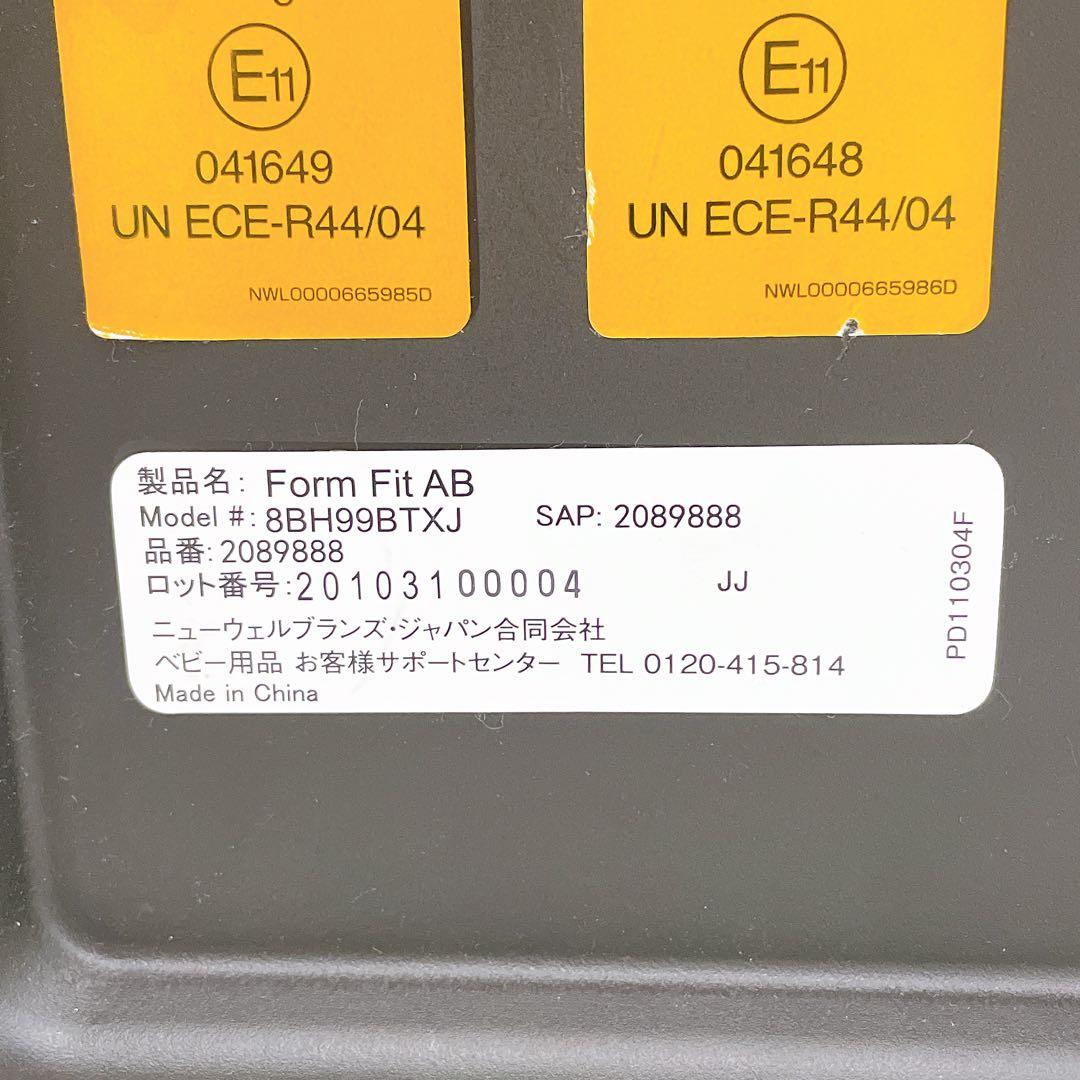 E11
041649
UN ECE-R44/04
NWL0000665985D
E11
041648
UN ECE-R44/04
NWL0000665986D
製品名: Form Fit AB
Model #: 8BH99BTXJ SAP: 2089888
品番: 2089888
ロット番号: 20103100004 JJ
ニューウェルブランズ・ジャパン合同会社
ベビー用品 お客様サポートセンター TEL 0120-415-814
Made in China
PD110304F